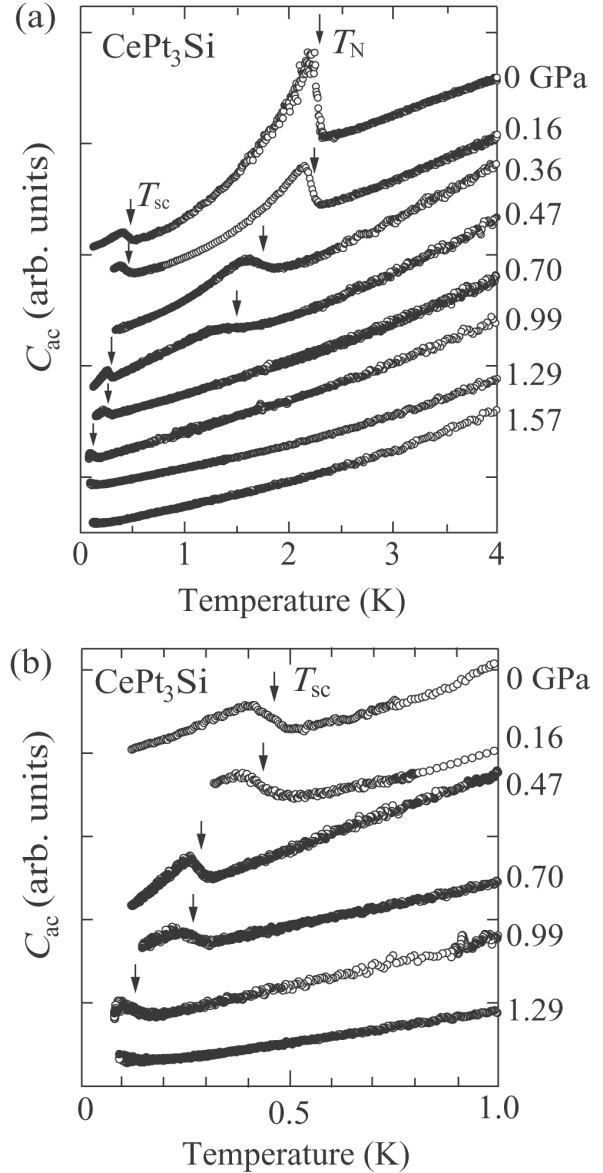 (a)
CePt3Si
TN
Tsc
0 GPa
0.16
0.36
0.47
0.70
0.99
1.29
1.57
Cac (arb. units)
0 1 2 3 4
Temperature (K)
(b)
CePt3Si
Tsc
0 GPa
0.16
0.47
0.70
0.99
1.29
Cac (arb. units)
0 0.5 1.0
Temperature (K)